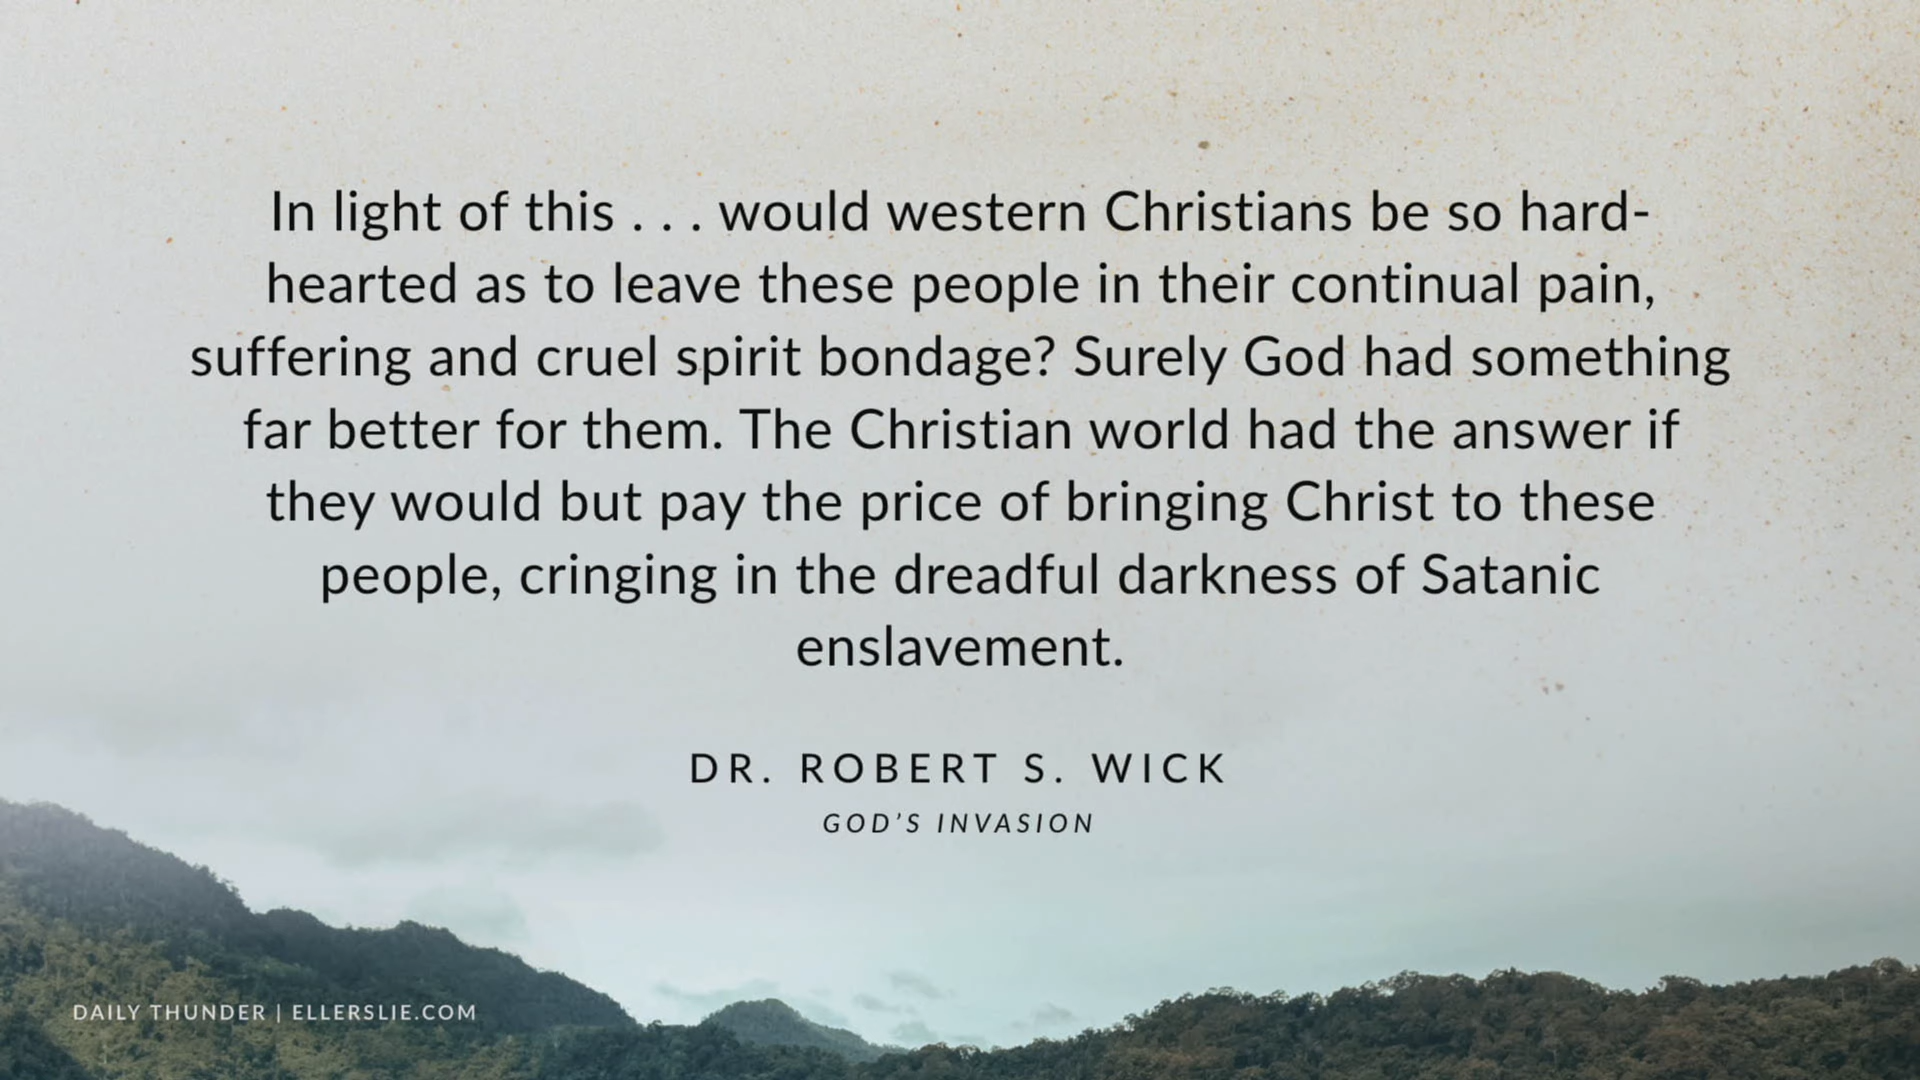 In light of this . . . would western Christians be so hard-
hearted as to leave these people in their continual pain,
suffering and cruel spirit bondage? Surely God had something
far better for them. The Christian world had the answer if
they would but pay the price of bringing Christ to these
people, cringing in the dreadful darkness of Satanic
enslavement.
DR. ROBERT S. WICK
GOD’S INVASION
DAILY THUNDER | ELLERSLIE.COM